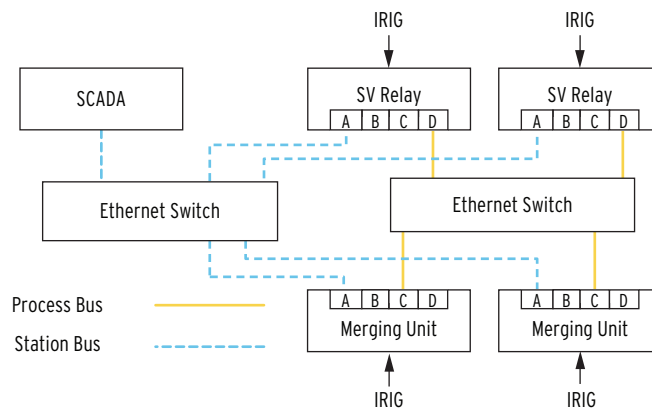 IRIG
IRIG
SCADA
SV Relay
A B C D
SV Relay
A B C D
Ethernet Switch
Ethernet Switch
Process Bus
Station Bus
A B C D
Merging Unit
A B C D
Merging Unit
IRIG
IRIG